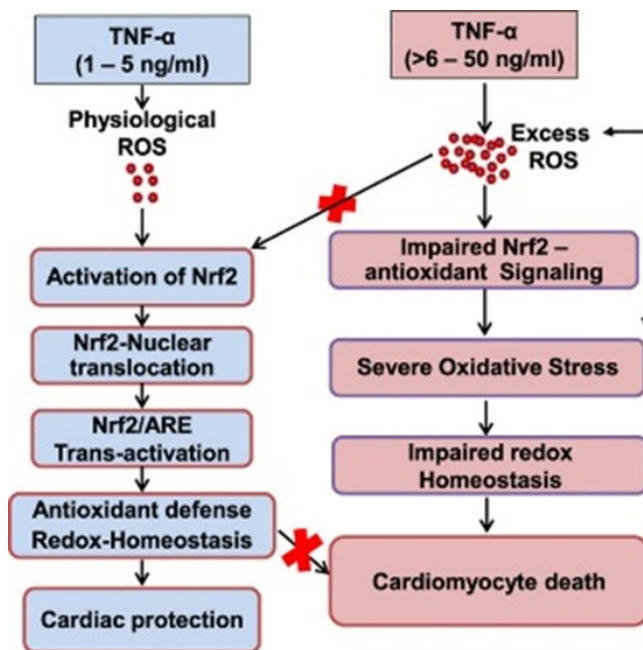 TNF-α
(1 – 5 ng/ml)
Physiological
ROS
Activation of Nrf2
Nrf2-Nuclear
translocation
Nrf2/ARE
Trans-activation
Antioxidant defense
Redox-Homeostasis
Cardiac protection
TNF-α
(>6 – 50 ng/ml)
Excess
ROS
Impaired Nrf2 –
antioxidant Signaling
Severe Oxidative Stress
Impaired redox
Homeostasis
Cardiomyocyte death